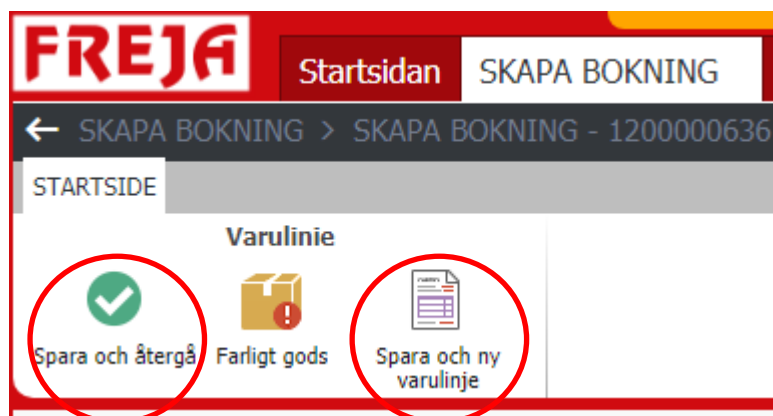 FREJA
Startsidan SKAPA BOKNING
← SKAPA BOKNING > SKAPA BOKNING - 1200000636
STARTSIDE
Varulinie
Spara och återgå Farligt gods Spara och ny
varulinje